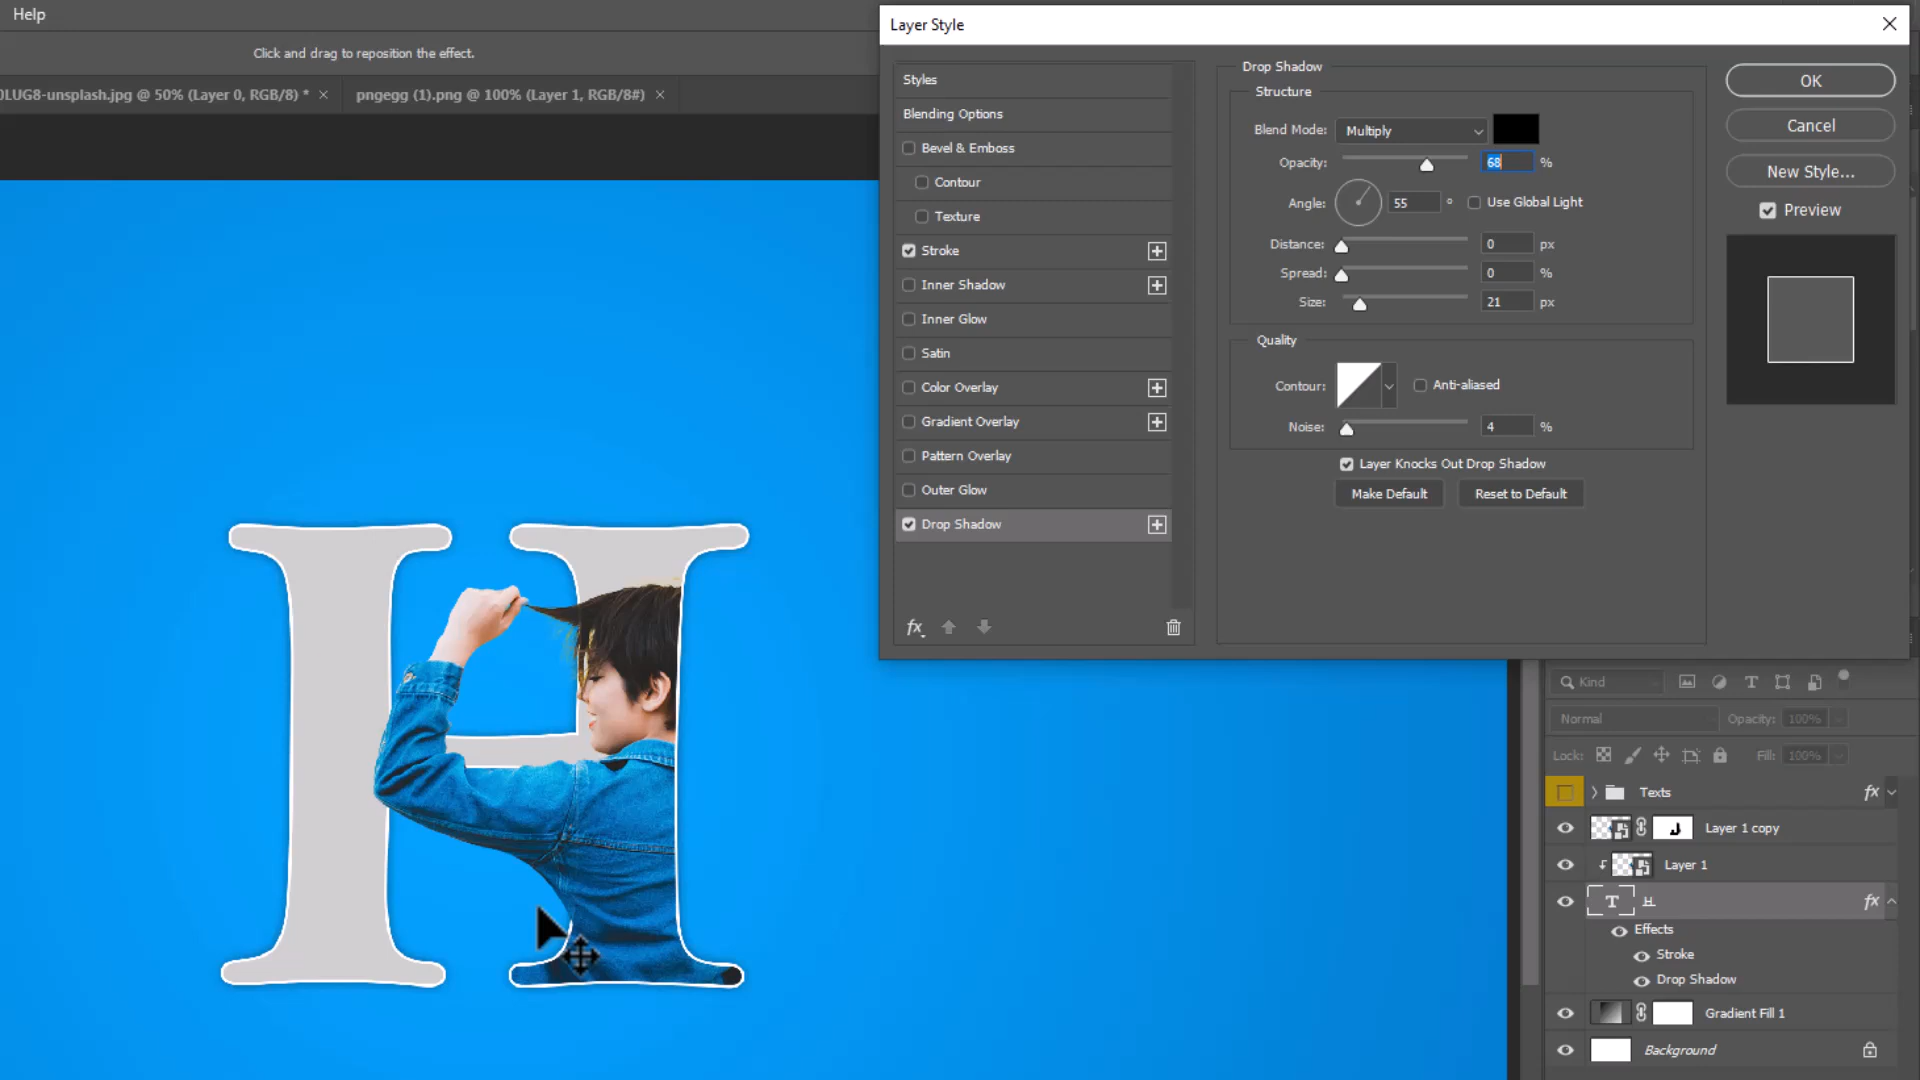 Help
Click and drag to reposition the effect.
0LUG8-unsplash.jpg @ 50% (Layer 0, RGB/8) * ×
pngegg (1).png @ 100% (Layer 1, RGB/8#) ×
Layer Style
Styles
Blending Options
Bevel & Emboss
Contour
Texture
Stroke
Inner Shadow
Inner Glow
Satin
Color Overlay
Gradient Overlay
Pattern Overlay
Outer Glow
Drop Shadow
fx
Drop Shadow
Structure
Blend Mode: Multiply
Opacity: 68 %
Angle: 55 ° Use Global Light
Distance: 0 px
Spread: 0 %
Size: 21 px
Quality
Contour: Anti-aliased
Noise: 4 %
Layer Knocks Out Drop Shadow
Make Default Reset to Default
OK
Cancel
New Style...
Preview
H
Kind
Normal Opacity: 100%
Lock: Fill: 100%
Texts fx
Layer 1 copy
Layer 1
T H fx
Effects
Stroke
Drop Shadow
Gradient Fill 1
Background